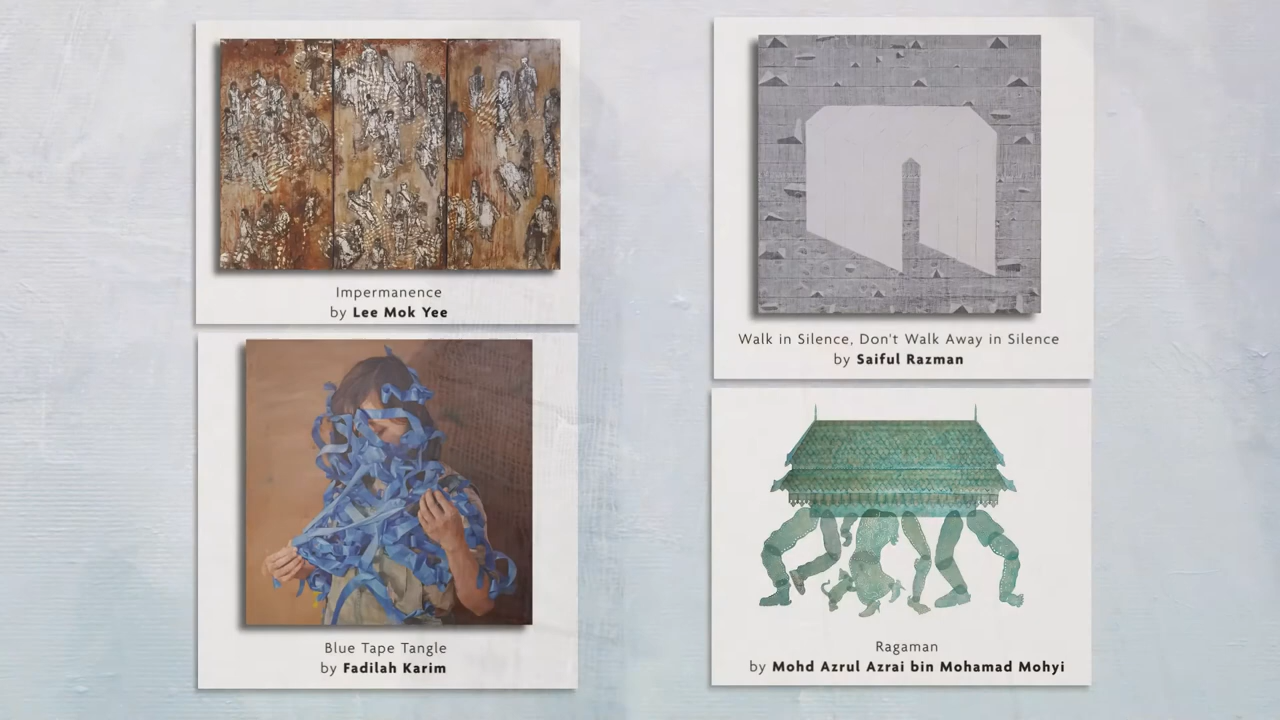 Impermanence
by Lee Mok Yee
Walk in Silence, Don't Walk Away in Silence
by Saiful Razman
Blue Tape Tangle
by Fadilah Karim
Ragaman
by Mohd Azrul Azrai bin Mohamad Mohyi